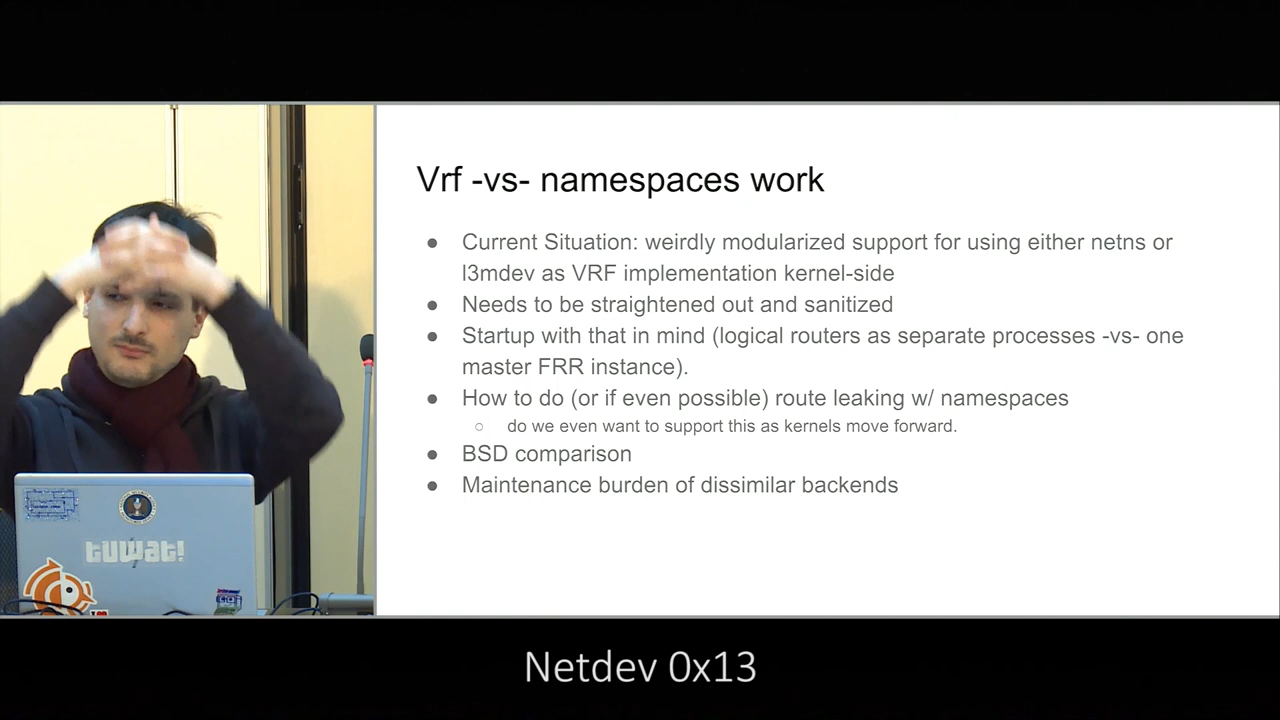 Vrf -vs- namespaces work
● Current Situation: weirdly modularized support for using either netns or
l3mdev as VRF implementation kernel-side
● Needs to be straightened out and sanitized
● Startup with that in mind (logical routers as separate processes -vs- one
master FRR instance).
● How to do (or if even possible) route leaking w/ namespaces
○ do we even want to support this as kernels move forward.
● BSD comparison
● Maintenance burden of dissimilar backends
tuwat!
Netdev 0x13